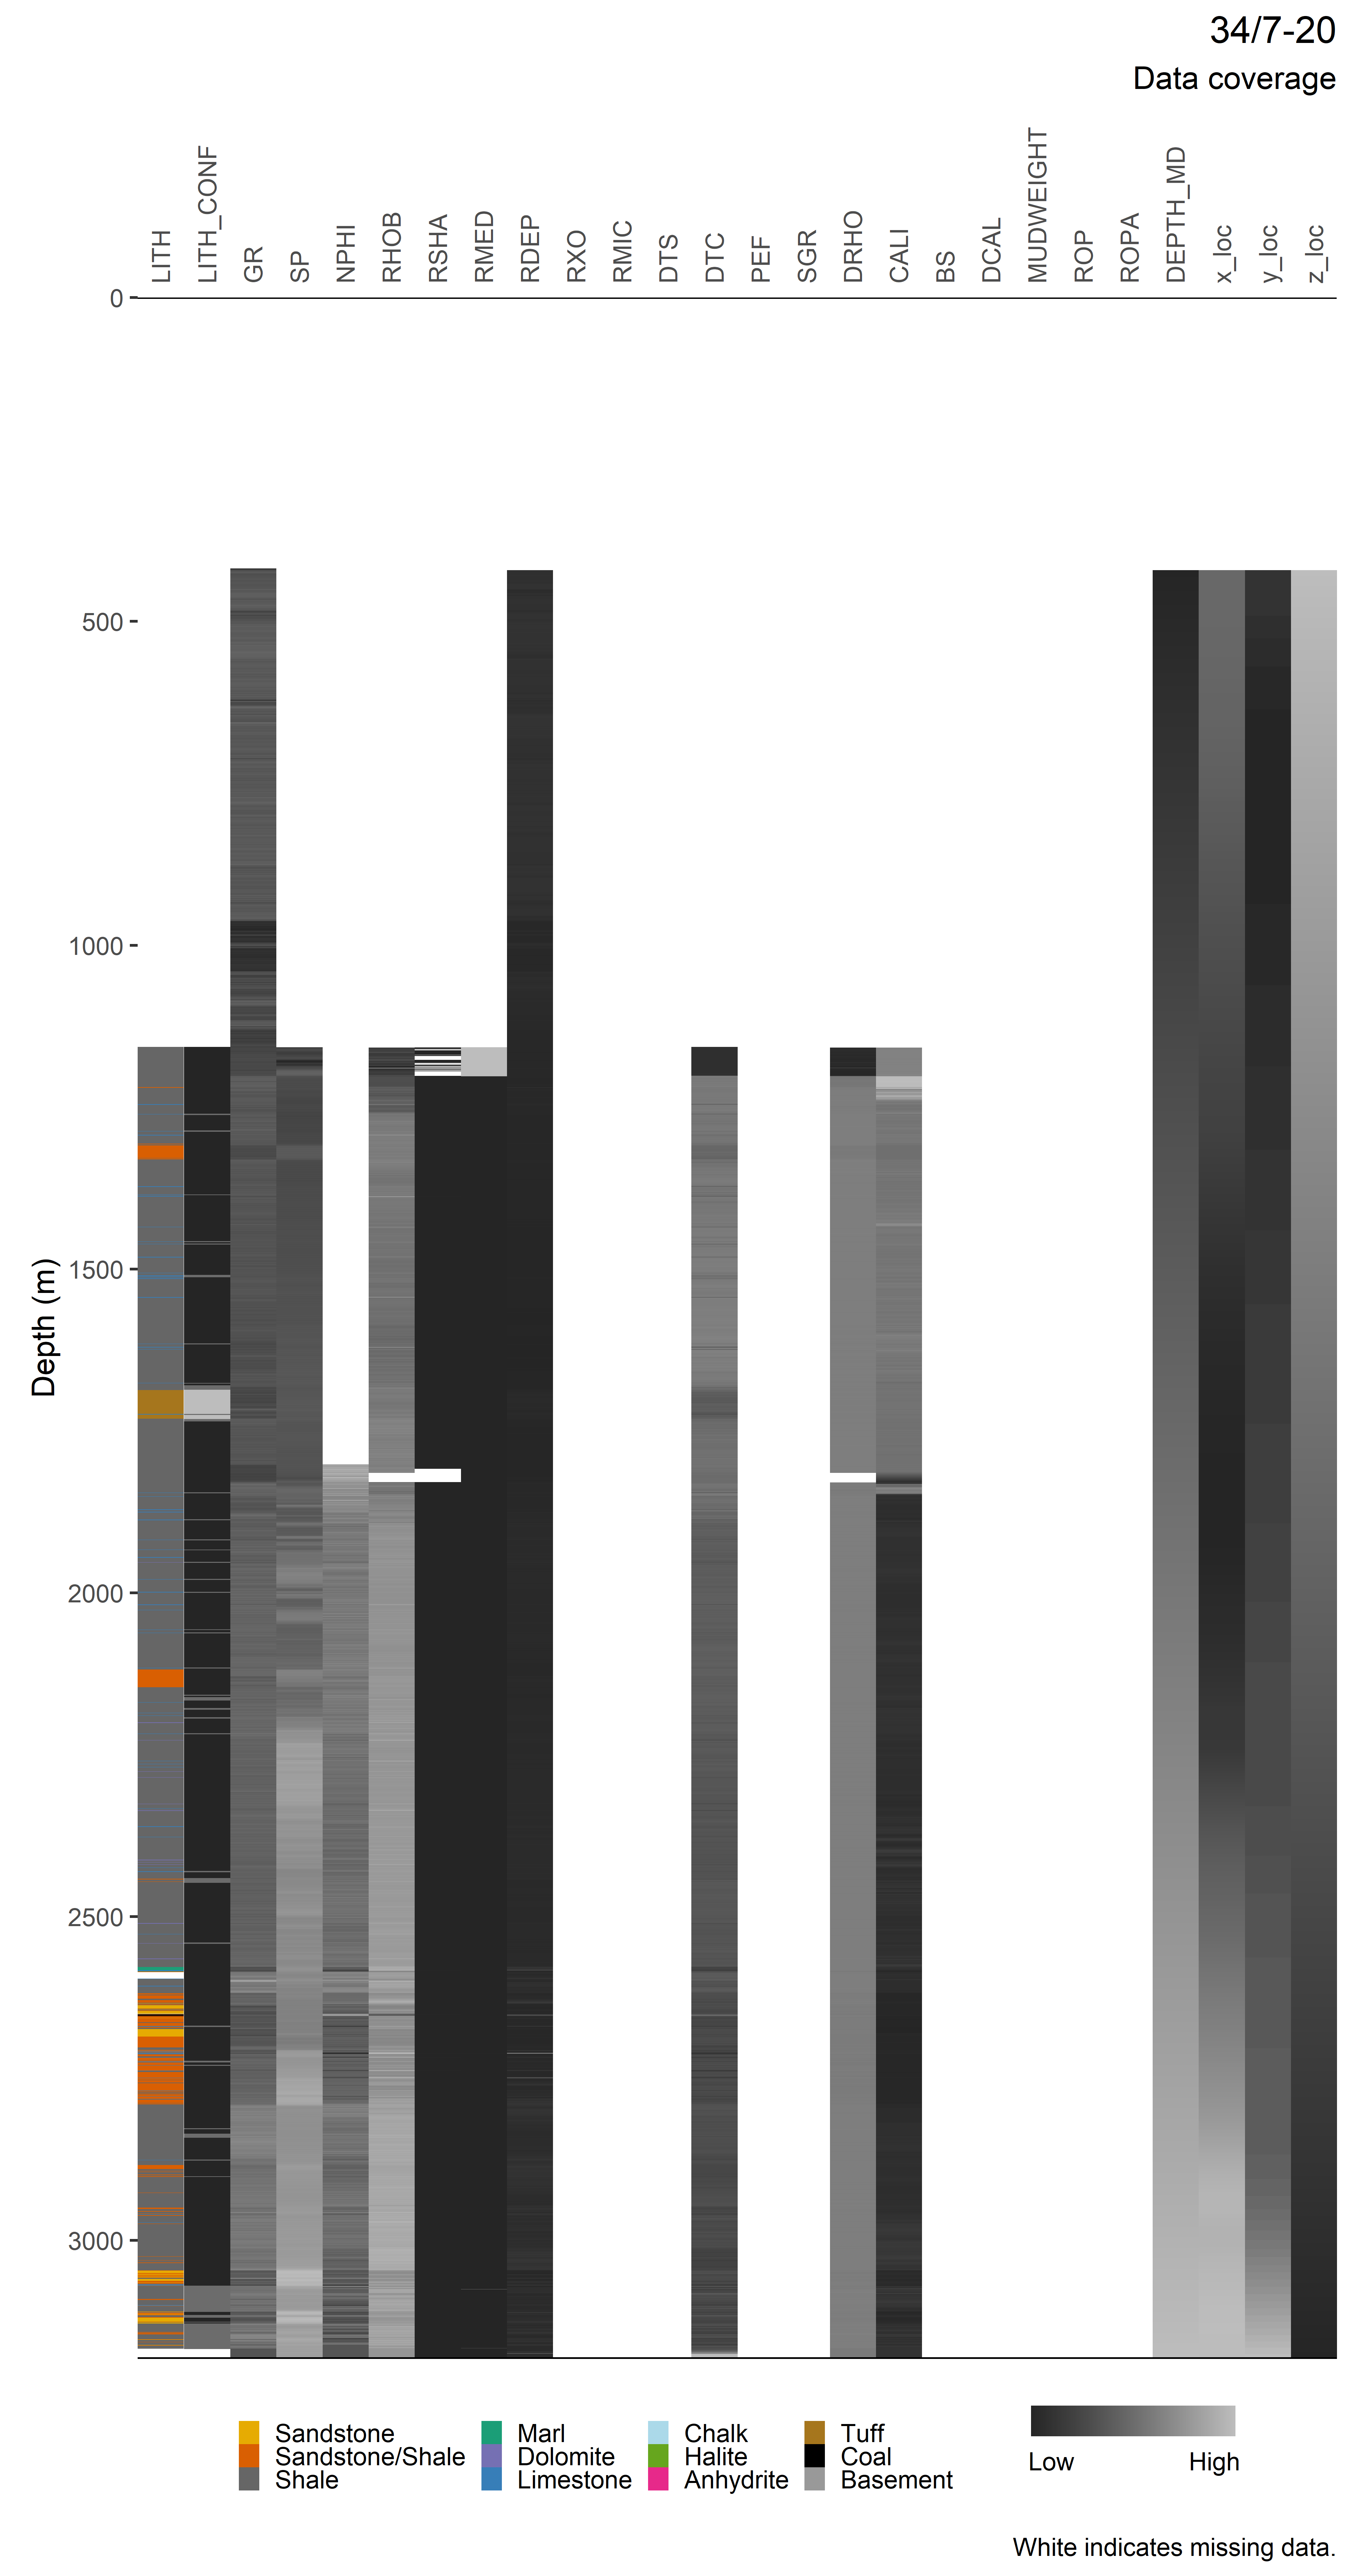 34/7-20
Data coverage
LITH
LITH_CONF
GR
SP
NPHI
RHOB
RSHA
RMED
RDEP
RXO
RMIC
DTS
DTC
PEF
SGR
DRHO
CALI
BS
DCAL
MUDWEIGHT
ROP
ROPA
DEPTH_MD
x_loc
y_loc
z_loc
0
500
1000
1500
2000
2500
3000
Depth (m)
Sandstone
Sandstone/Shale
Shale
Marl
Dolomite
Limestone
Chalk
Halite
Anhydrite
Tuff
Coal
Basement
Low High
White indicates missing data.